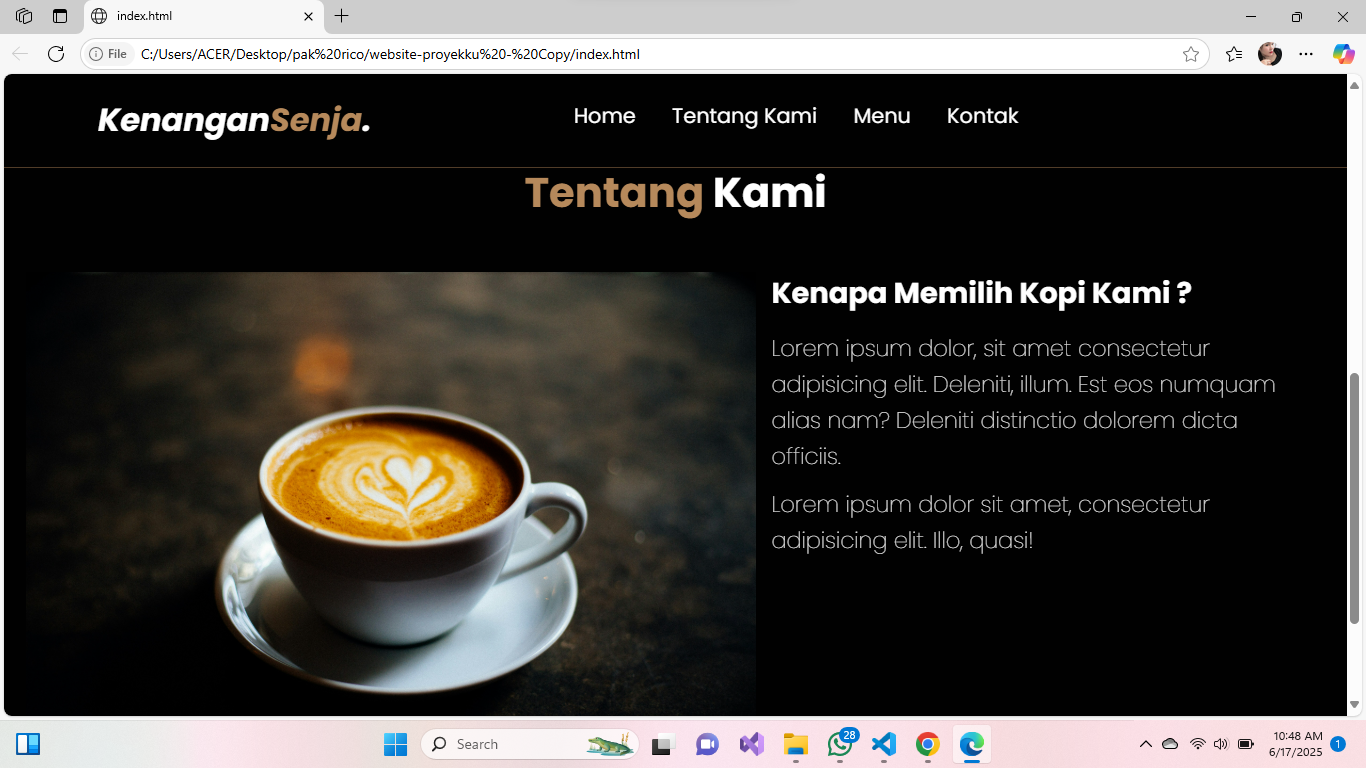 index.html
File
C:/Users/ACER/Desktop/pak%20rico/website-proyekku%20-%20Copy/index.html
KenanganSenja.
Home Tentang Kami Menu Kontak
Tentang Kami
Kenapa Memilih Kopi Kami ?
Lorem ipsum dolor, sit amet consectetur
adipisicing elit. Deleniti, illum. Est eos numquam
alias nam? Deleniti distinctio dolorem dicta
officiis.
Lorem ipsum dolor sit amet, consectetur
adipisicing elit. Illo, quasi!
Search
28
10:48 AM
6/17/2025
1